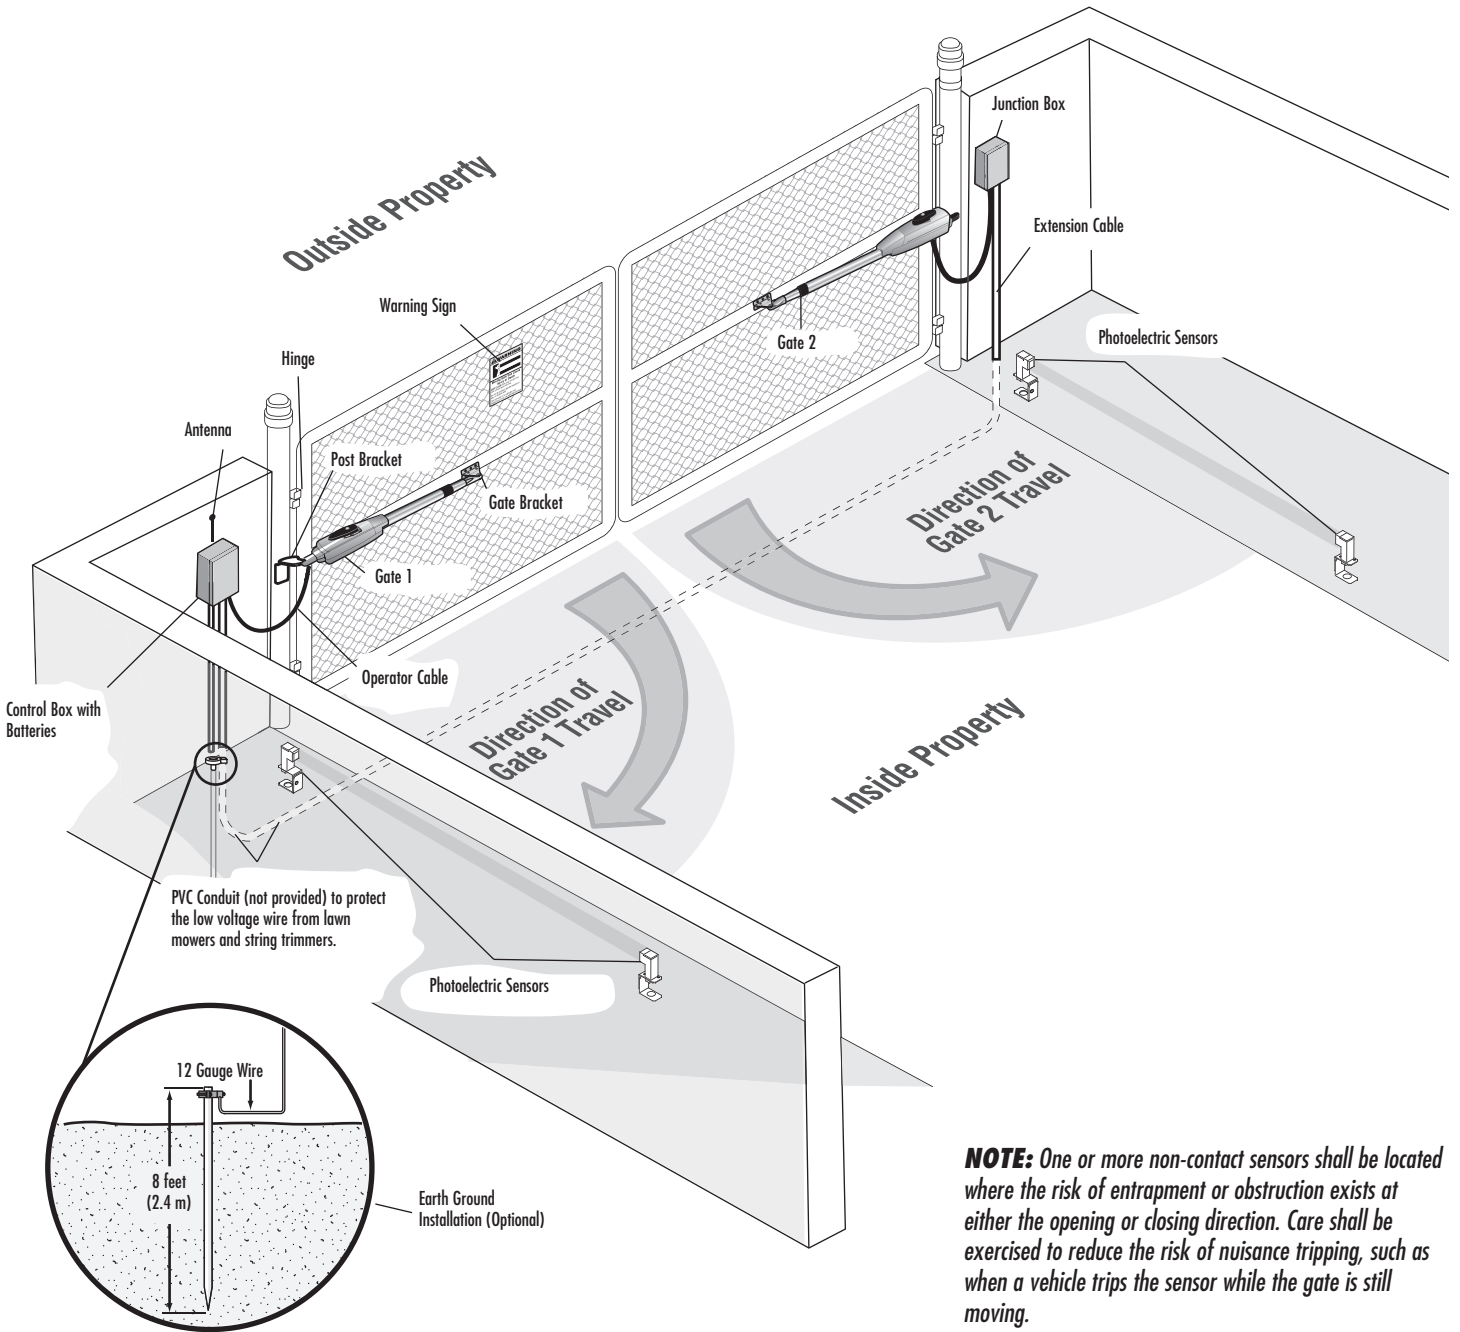 Junction Box
Outside Property
Extension Cable
Warning Sign
Photoelectric Sensors
Gate 2
Hinge
Antenna
Post Bracket
Gate Bracket
Direction of
Gate 2 Travel
Gate 1
Operator Cable
Control Box with
Batteries
Direction of
Gate 1 Travel
Inside Property
PVC Conduit (not provided) to protect
the low voltage wire from lawn
mowers and string trimmers.
Photoelectric Sensors
12 Gauge Wire
8 feet
(2.4 m)
Earth Ground
Installation (Optional)
NOTE: One or more non-contact sensors shall be located
where the risk of entrapment or obstruction exists at
either the opening or closing direction. Care shall be
exercised to reduce the risk of nuisance tripping, such as
when a vehicle trips the sensor while the gate is still
moving.